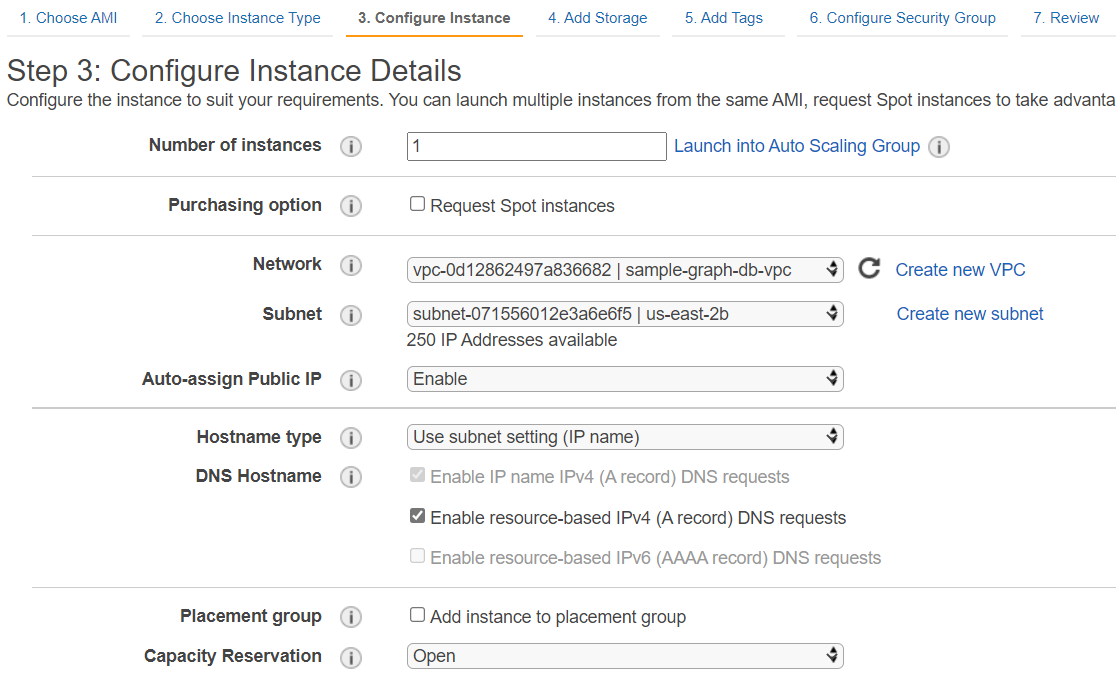 1. Choose AMI 2. Choose Instance Type 3. Configure Instance 4. Add Storage 5. Add Tags 6. Configure Security Group 7. Review
Step 3: Configure Instance Details
Configure the instance to suit your requirements. You can launch multiple instances from the same AMI, request Spot instances to take advanta
Number of instances i 1 Launch into Auto Scaling Group i
Purchasing option i Request Spot instances
Network i vpc-0d12862497a836682 | sample-graph-db-vpc Create new VPC
Subnet i subnet-071556012e3a6e6f5 | us-east-2b Create new subnet
250 IP Addresses available
Auto-assign Public IP i Enable
Hostname type i Use subnet setting (IP name)
DNS Hostname i Enable IP name IPv4 (A record) DNS requests
Enable resource-based IPv4 (A record) DNS requests
Enable resource-based IPv6 (AAAA record) DNS requests
Placement group i Add instance to placement group
Capacity Reservation i Open